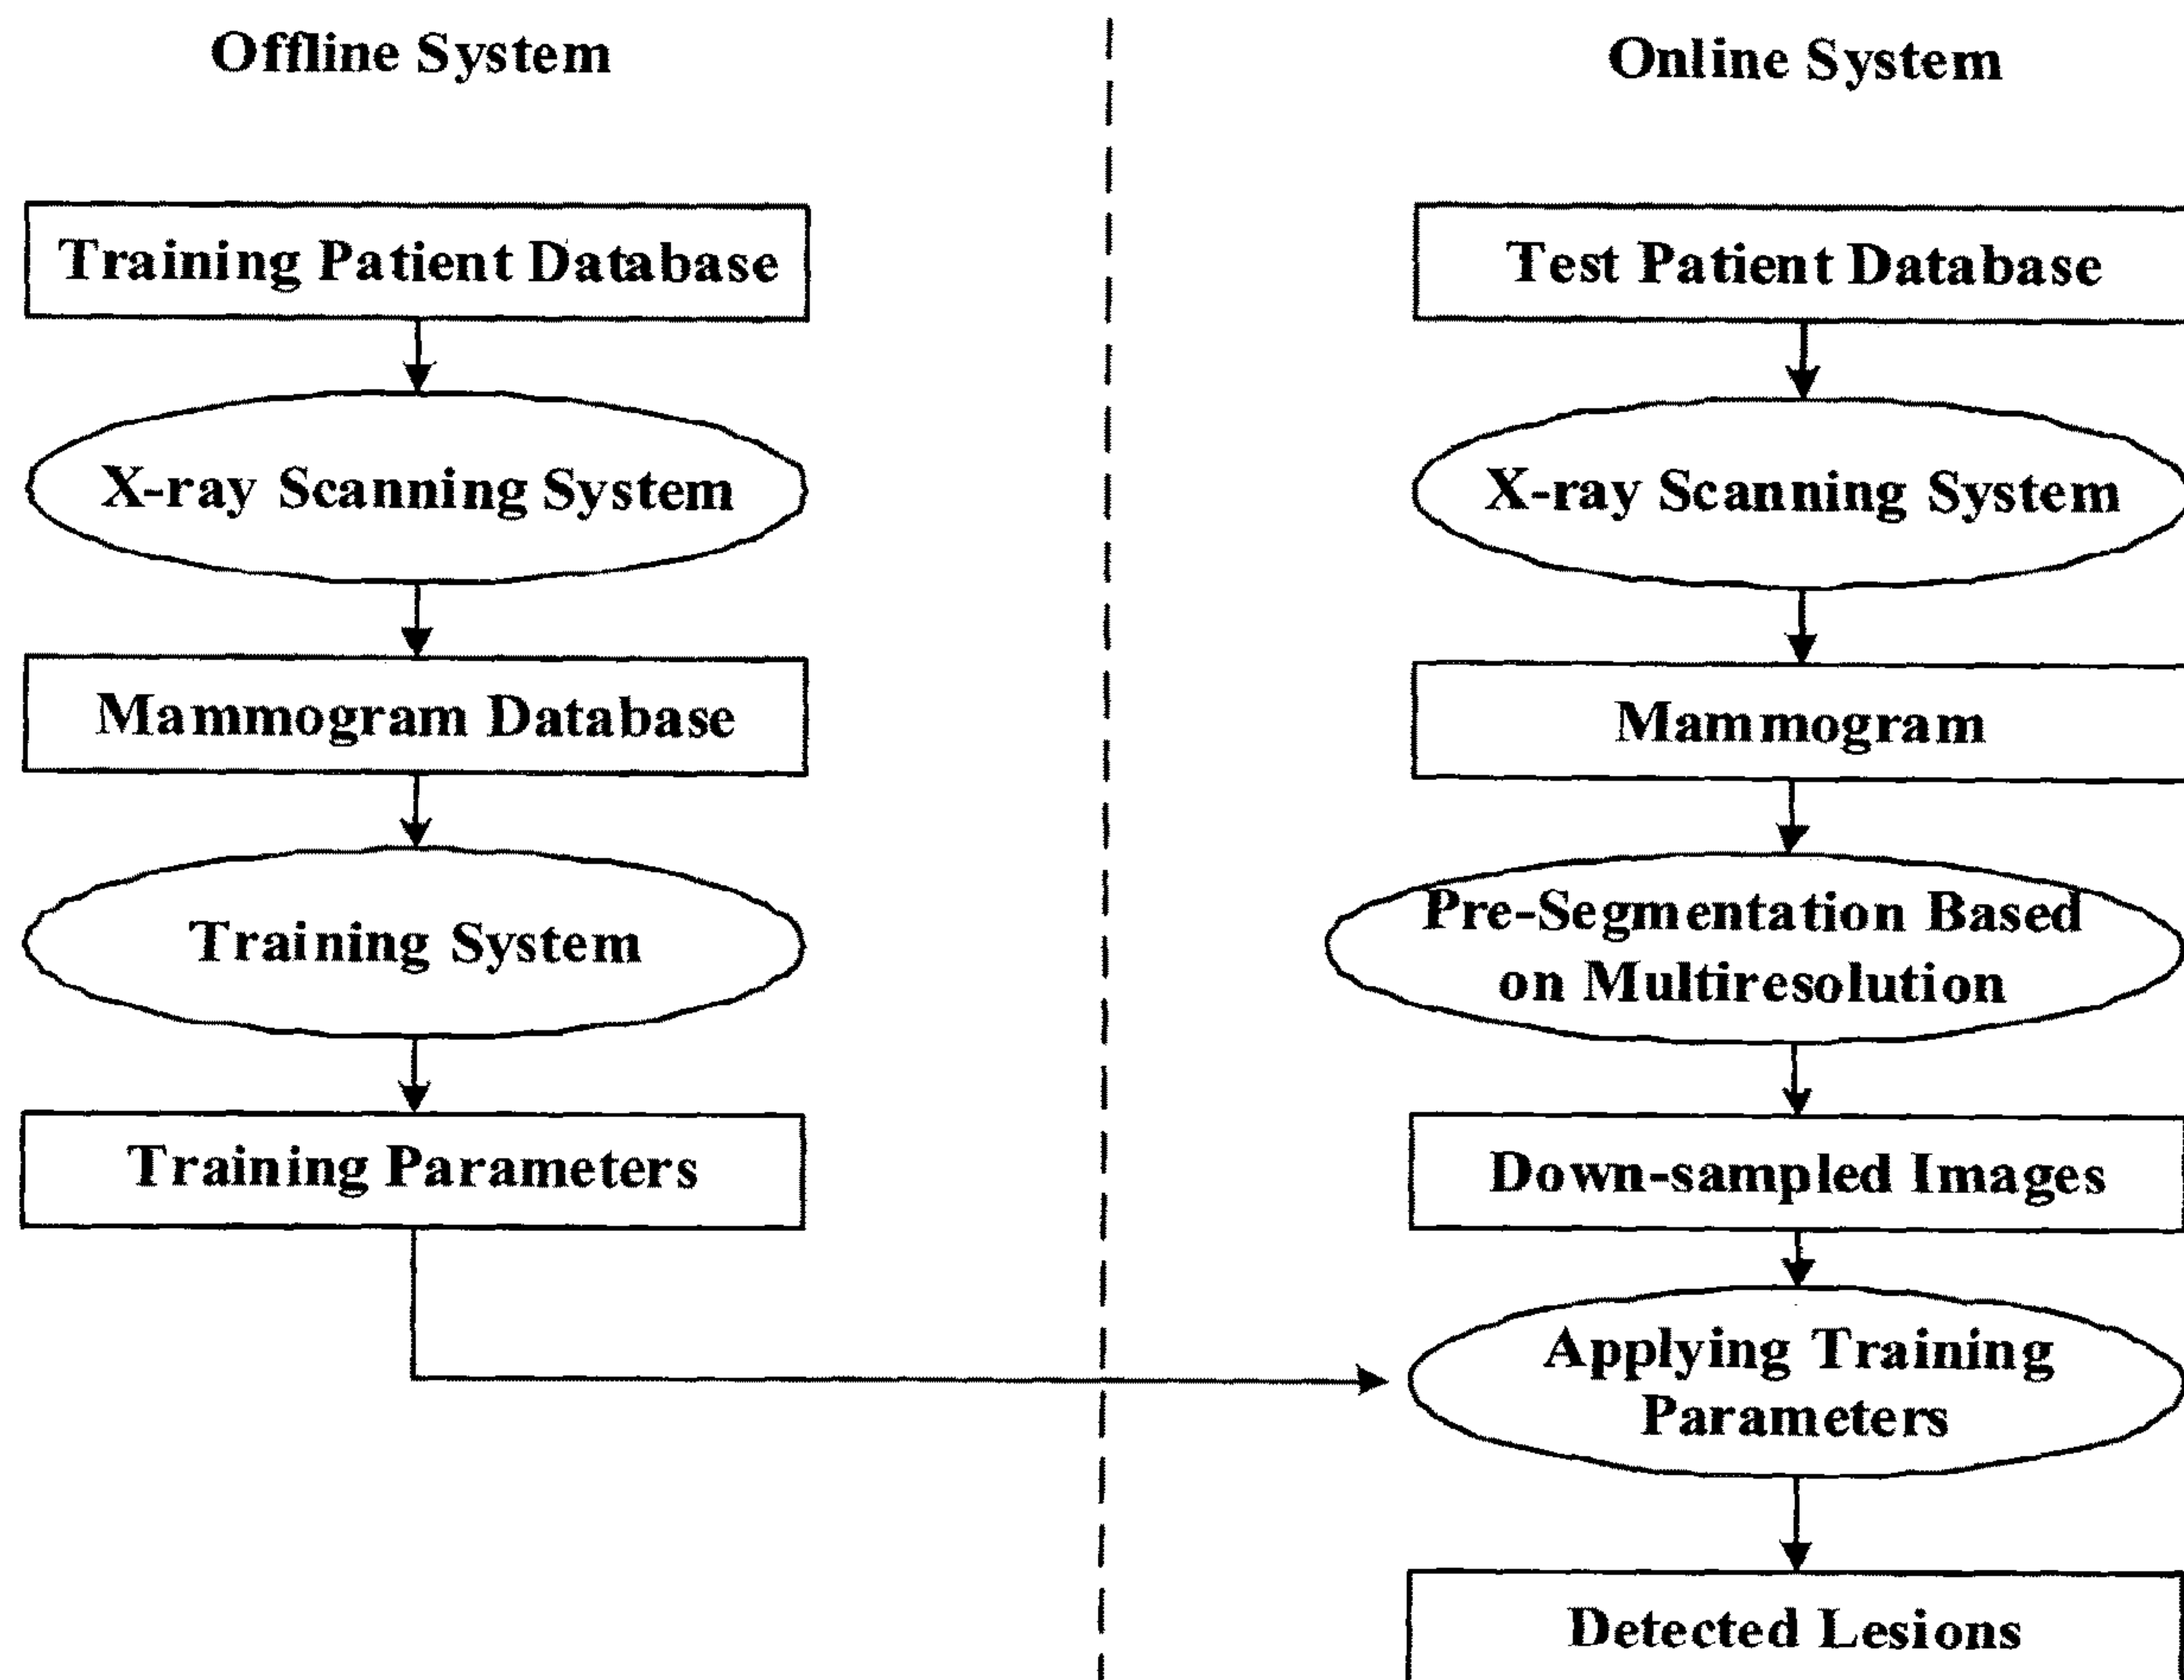 Offline System
Training Patient Database
X-ray Scanning System
Mammogram Database
Training System
Training Parameters
Online System
Test Patient Database
X-ray Scanning System
Mammogram
Pre-Segmentation Based
on Multiresolution
Down-sampled Images
Applying Training
Parameters
Detected Lesions